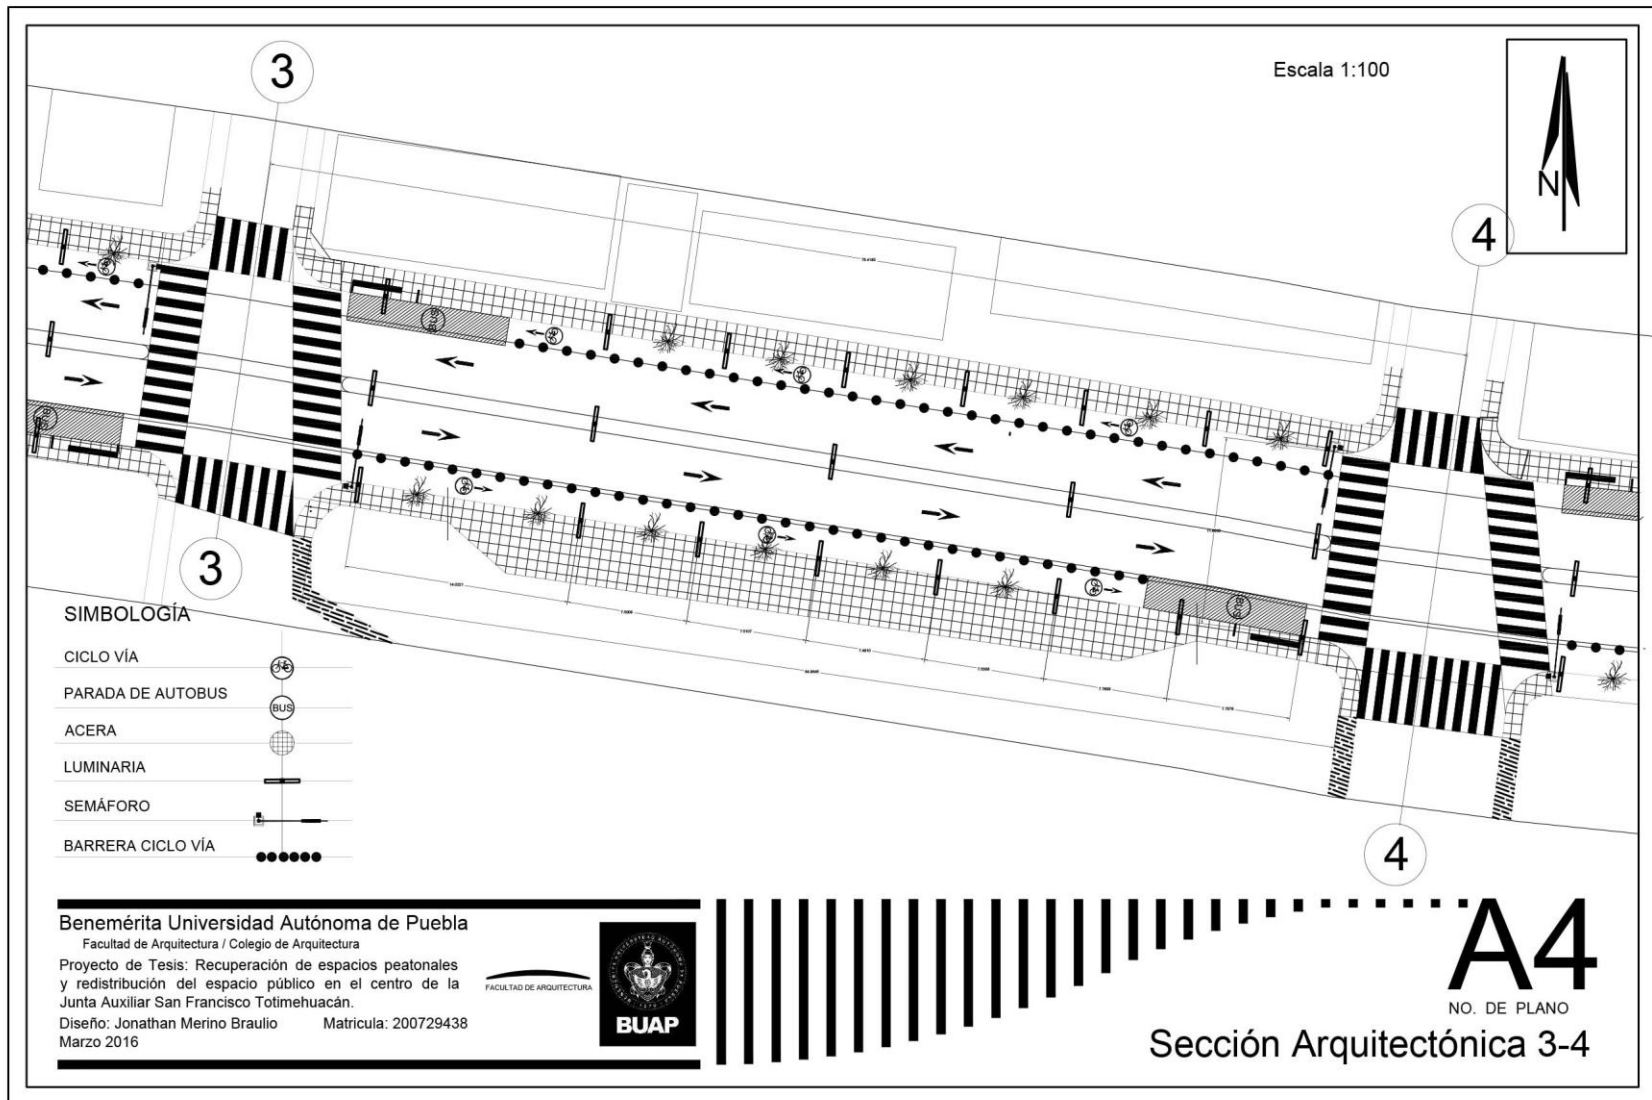 Escala 1:100
N
3
4
3
4
BUS
BUS
BUS
SIMBOLOGÍA
CICLO VÍA
PARADA DE AUTOBUS
BUS
ACERA
LUMINARIA
SEMÁFORO
BARRERA CICLO VÍA
Benemérita Universidad Autónoma de Puebla
Facultad de Arquitectura / Colegio de Arquitectura
Proyecto de Tesis: Recuperación de espacios peatonales
y redistribución del espacio público en el centro de la
Junta Auxiliar San Francisco Totimehuacán.
Diseño: Jonathan Merino Braulio Matricula: 200729438
Marzo 2016
FACULTAD DE ARQUITECTURA
BUAP
A4
NO. DE PLANO
Sección Arquitectónica 3-4